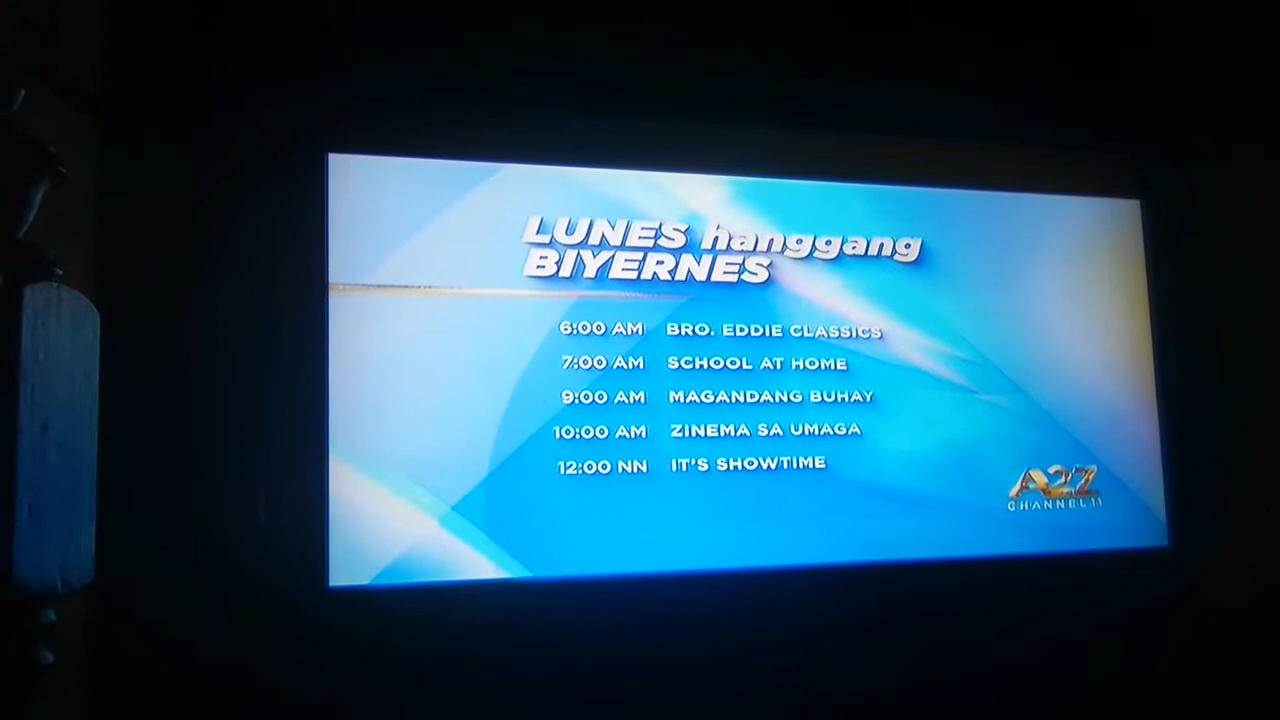 LUNES hanggang
BIYERNES
6:00 AM BRO. EDDIE CLASSICS
7:00 AM SCHOOL AT HOME
9:00 AM MAGANDANG BUHAY
10:00 AM ZINEMA SA UMAGA
12:00 NN IT'S SHOWTIME
A2Z
CHANNEL 11